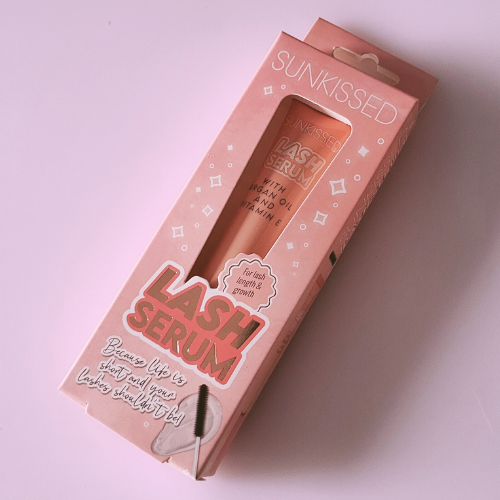 SUNKISSED
SUNKISSED
LASH
SERUM
WITH
ARGAN OIL
AND
VITAMIN E
For lash
length &
growth
LASH
SERUM
Because life is
short and your
lashes shouldn't be!